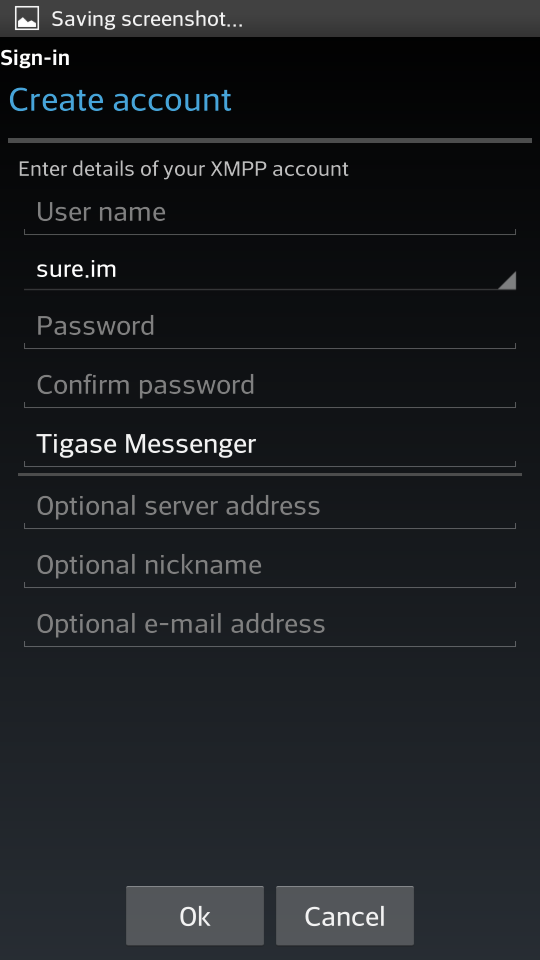 Saving screenshot...
Sign-in
Create account
Enter details of your XMPP account
User name
sure.im
Password
Confirm password
Tigase Messenger
Optional server address
Optional nickname
Optional e-mail address
Ok Cancel